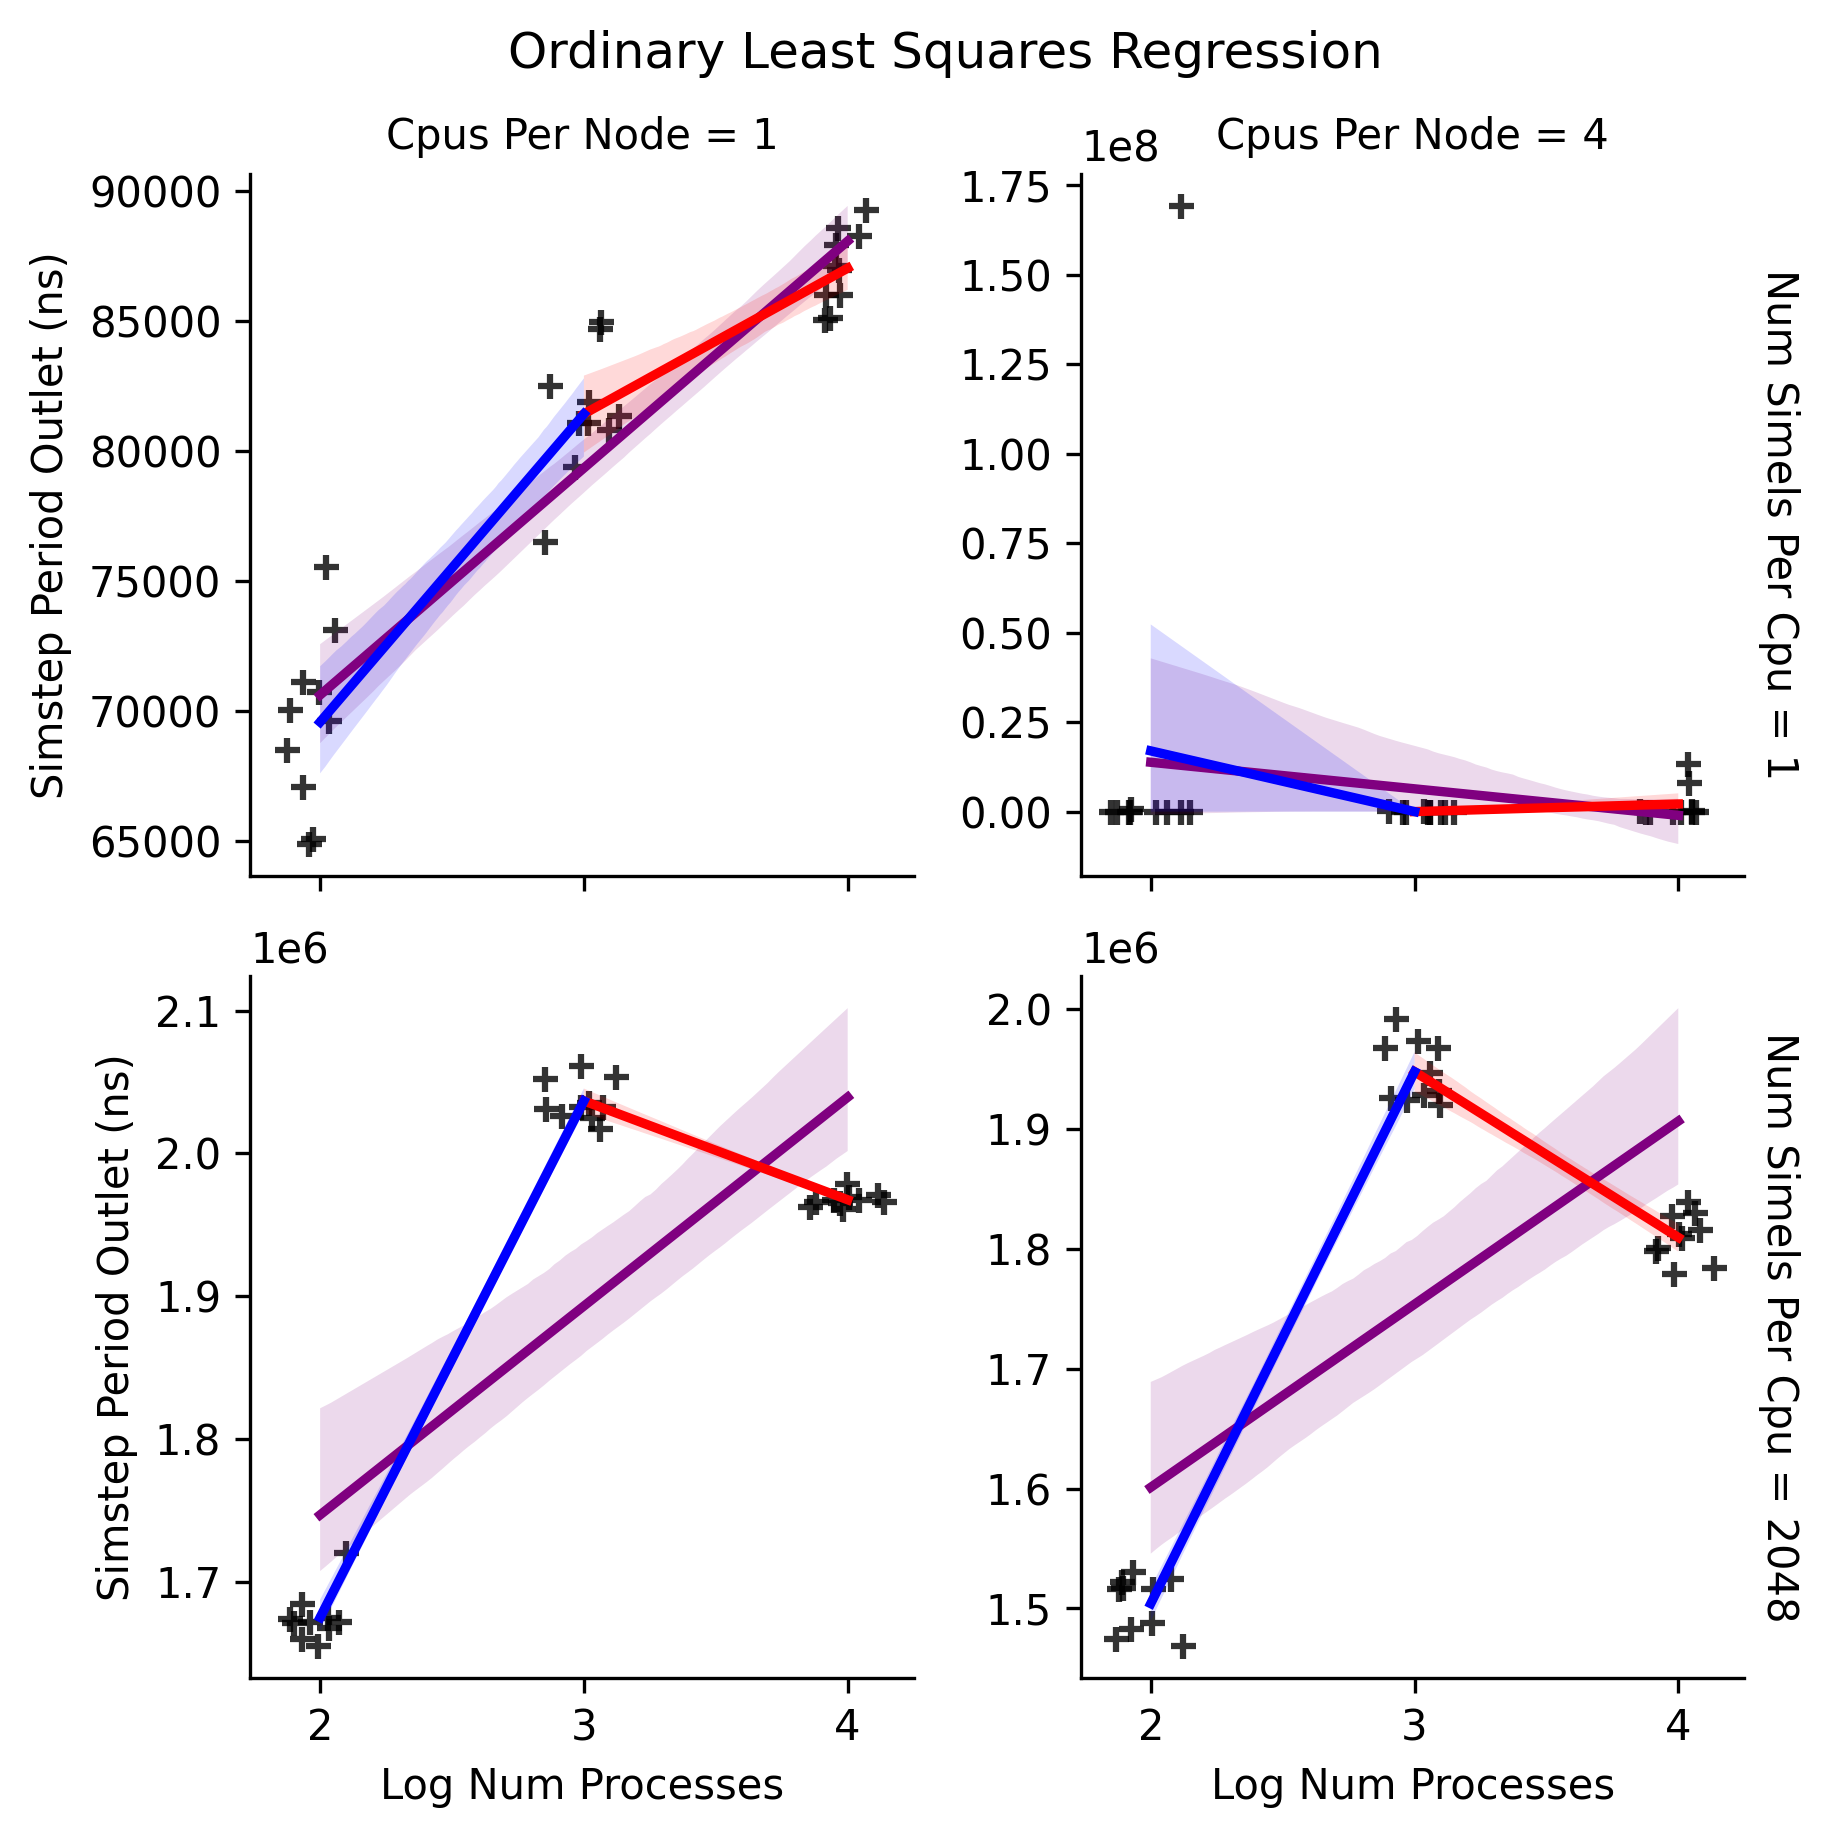 Ordinary Least Squares Regression
Cpus Per Node = 1
Cpus Per Node = 4
Simstep Period Outlet (ns)
90000
85000
80000
75000
70000
65000
1e8
1.75
1.50
1.25
1.00
0.75
0.50
0.25
0.00
Num Simels Per Cpu = 1
Simstep Period Outlet (ns)
1e6
2.1
2.0
1.9
1.8
1.7
2
3
4
Log Num Processes
1e6
2.0
1.9
1.8
1.7
1.6
1.5
2
3
4
Log Num Processes
Num Simels Per Cpu = 2048